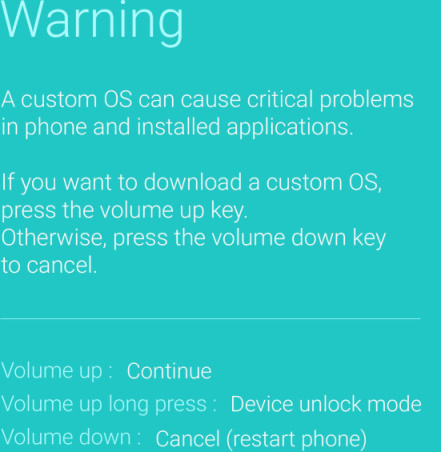 Warning
A custom OS can cause critical problems
in phone and installed applications.
If you want to download a custom OS,
press the volume up key.
Otherwise, press the volume down key
to cancel.
Volume up : Continue
Volume up long press : Device unlock mode
Volume down : Cancel (restart phone)